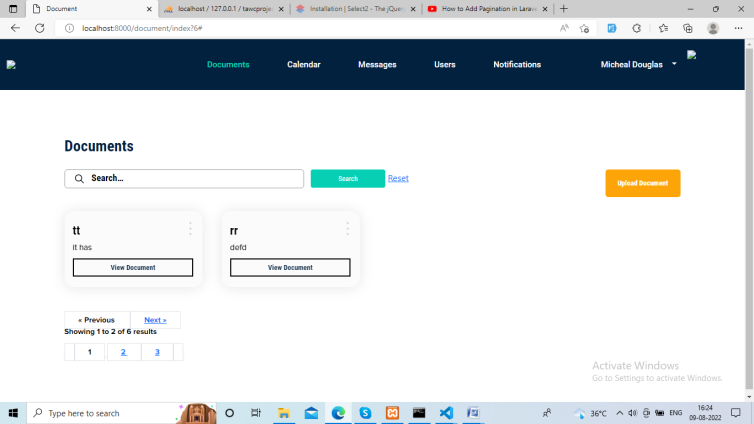 Document
localhost / 127.0.0.1 / tawcproje
Installation | Select2 - The jQuer
How to Add Pagination in Larave
localhost:8000/document/index?6#
Documents
Calendar
Messages
Users
Notifications
Micheal Douglas
Documents
Search...
Search
Reset
Upload Document
tt
it has
View Document
rr
defd
View Document
« Previous
Next »
Showing 1 to 2 of 6 results
1
2
3
Activate Windows
Go to Settings to activate Windows.
Type here to search
36°C
ENG
16:24
09-08-2022